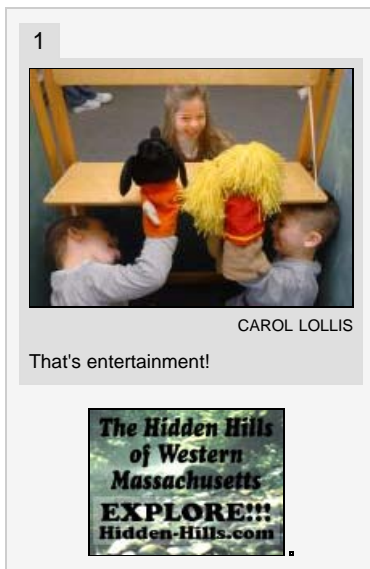 1
CAROL LOLLIS
That's entertainment!
The Hidden Hills
of Western
Massachusetts
EXPLORE!!!
Hidden-Hills.com
.